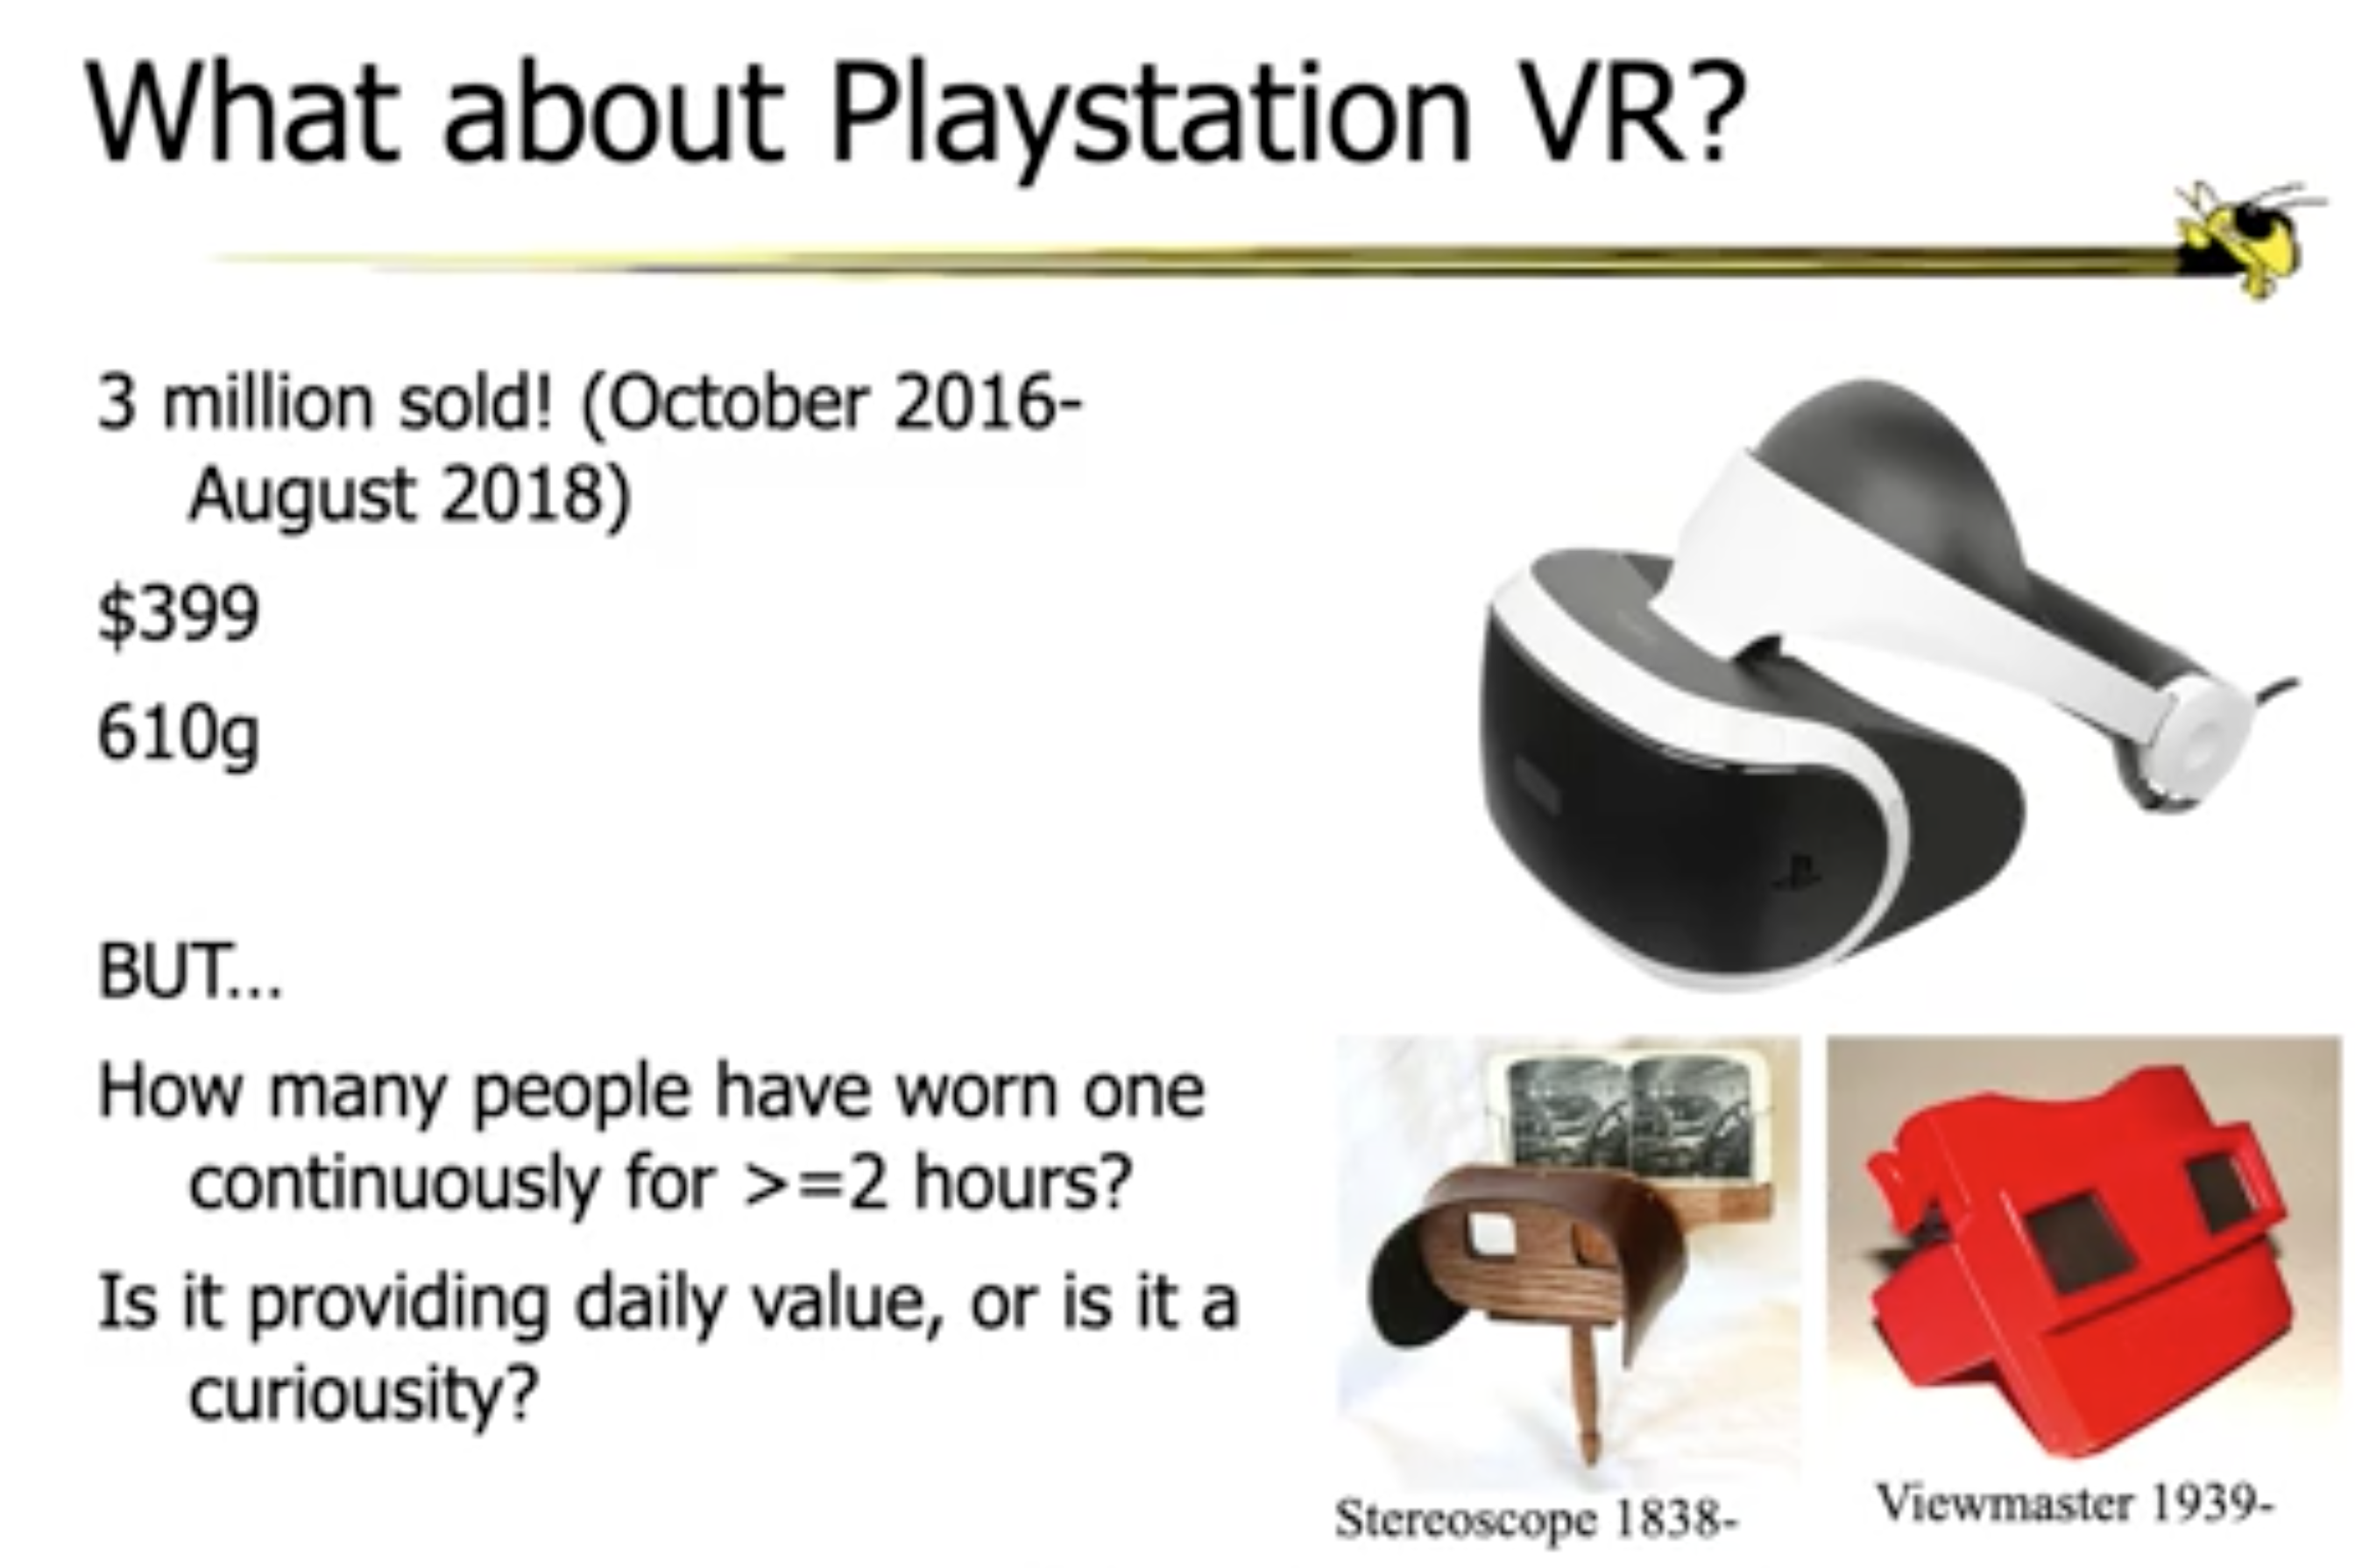 What about Playstation VR?
3 million sold! (October 2016-
August 2018)
$399
610g
BUT...
How many people have worn one
continuously for >=2 hours?
Is it providing daily value, or is it a
curiousity?
Stereoscope 1838-
Viewmaster 1939-